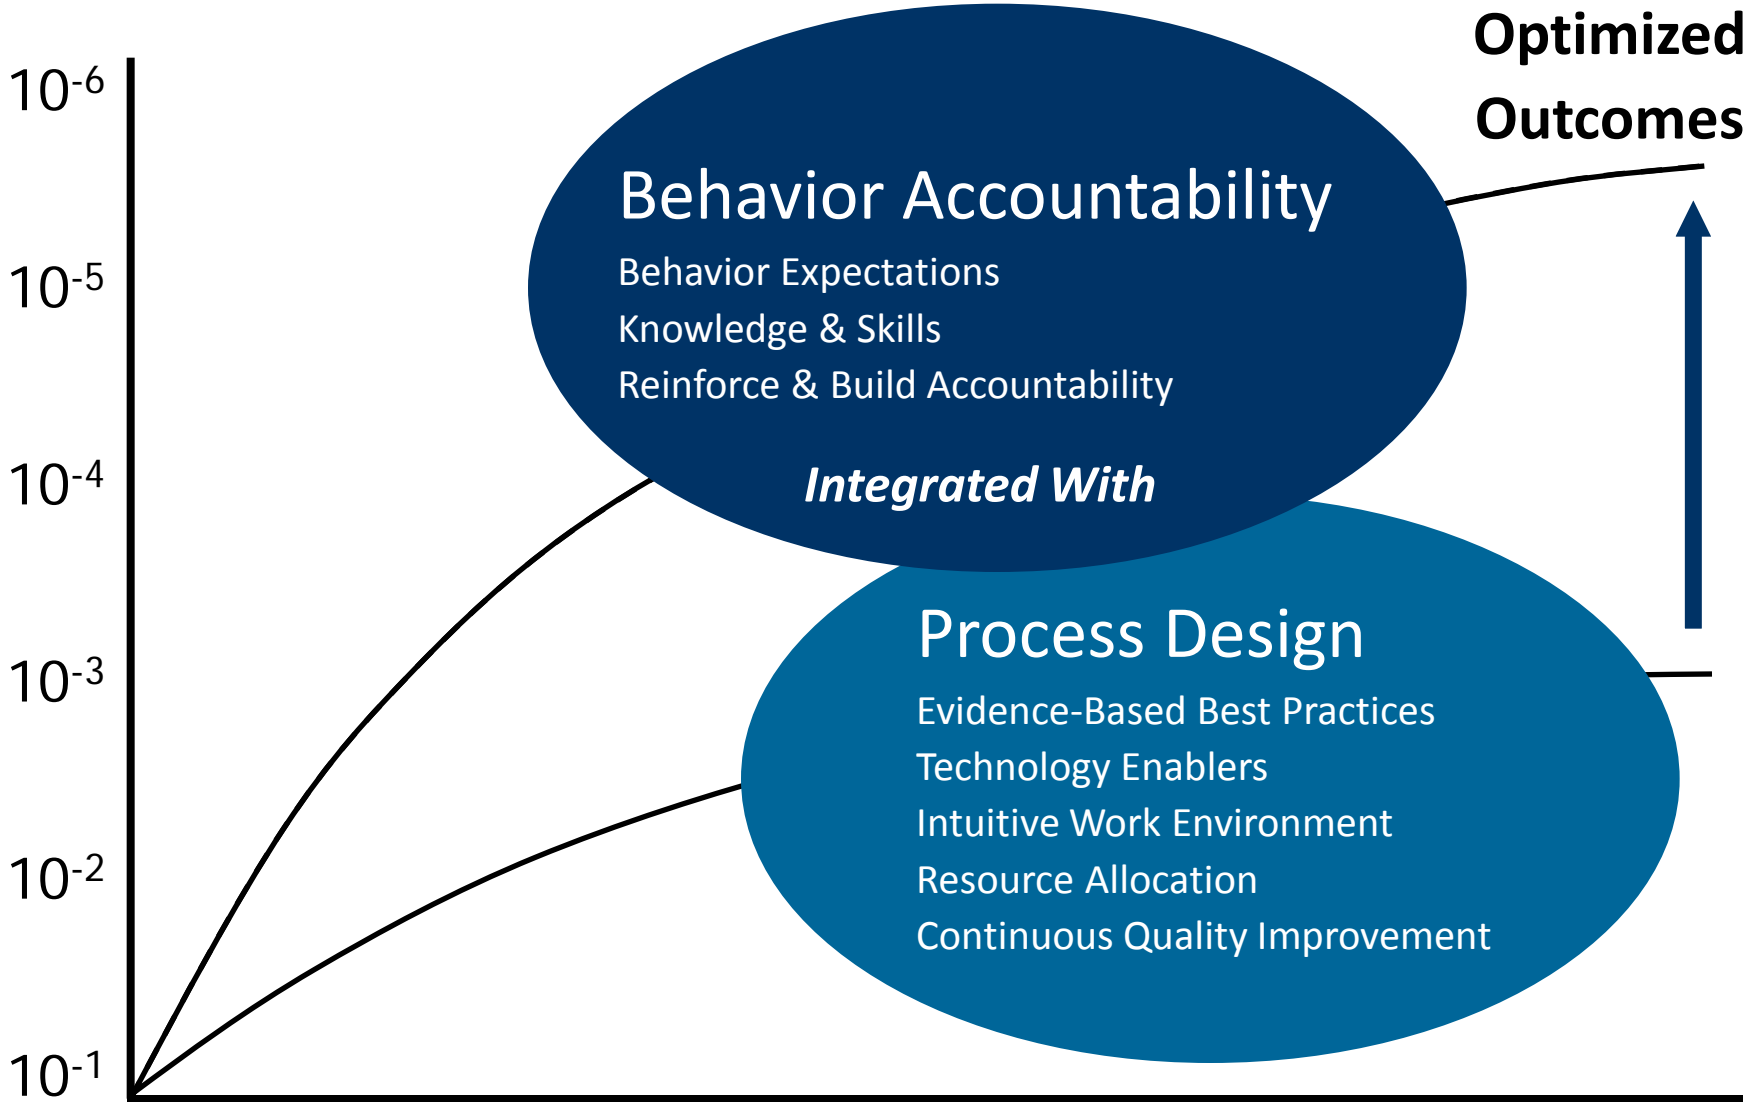 Optimized
Outcomes
10-6
10-5
10-4
10-3
10-2
10-1
Behavior Accountability
Behavior Expectations
Knowledge & Skills
Reinforce & Build Accountability
Integrated With
Process Design
Evidence-Based Best Practices
Technology Enablers
Intuitive Work Environment
Resource Allocation
Continuous Quality Improvement